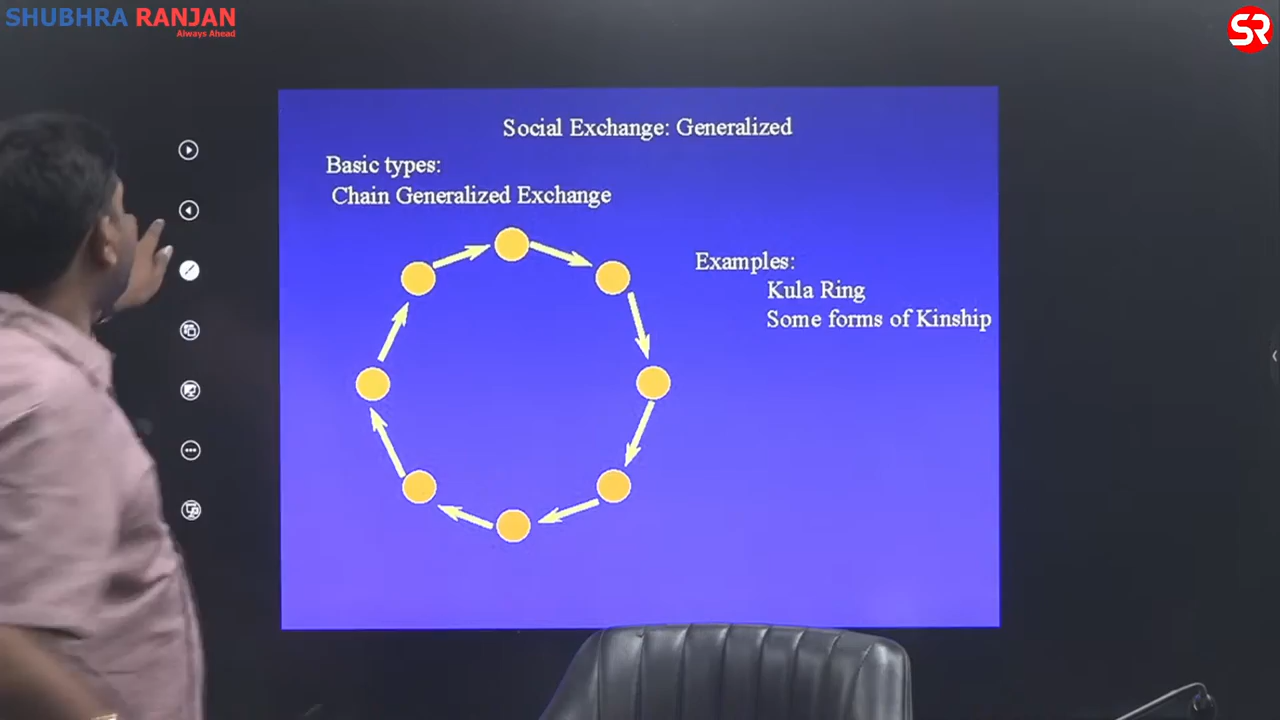 SHUBHRA RANJAN
Always Ahead
SR
Social Exchange: Generalized
Basic types:
Chain Generalized Exchange
Examples:
Kula Ring
Some forms of Kinship